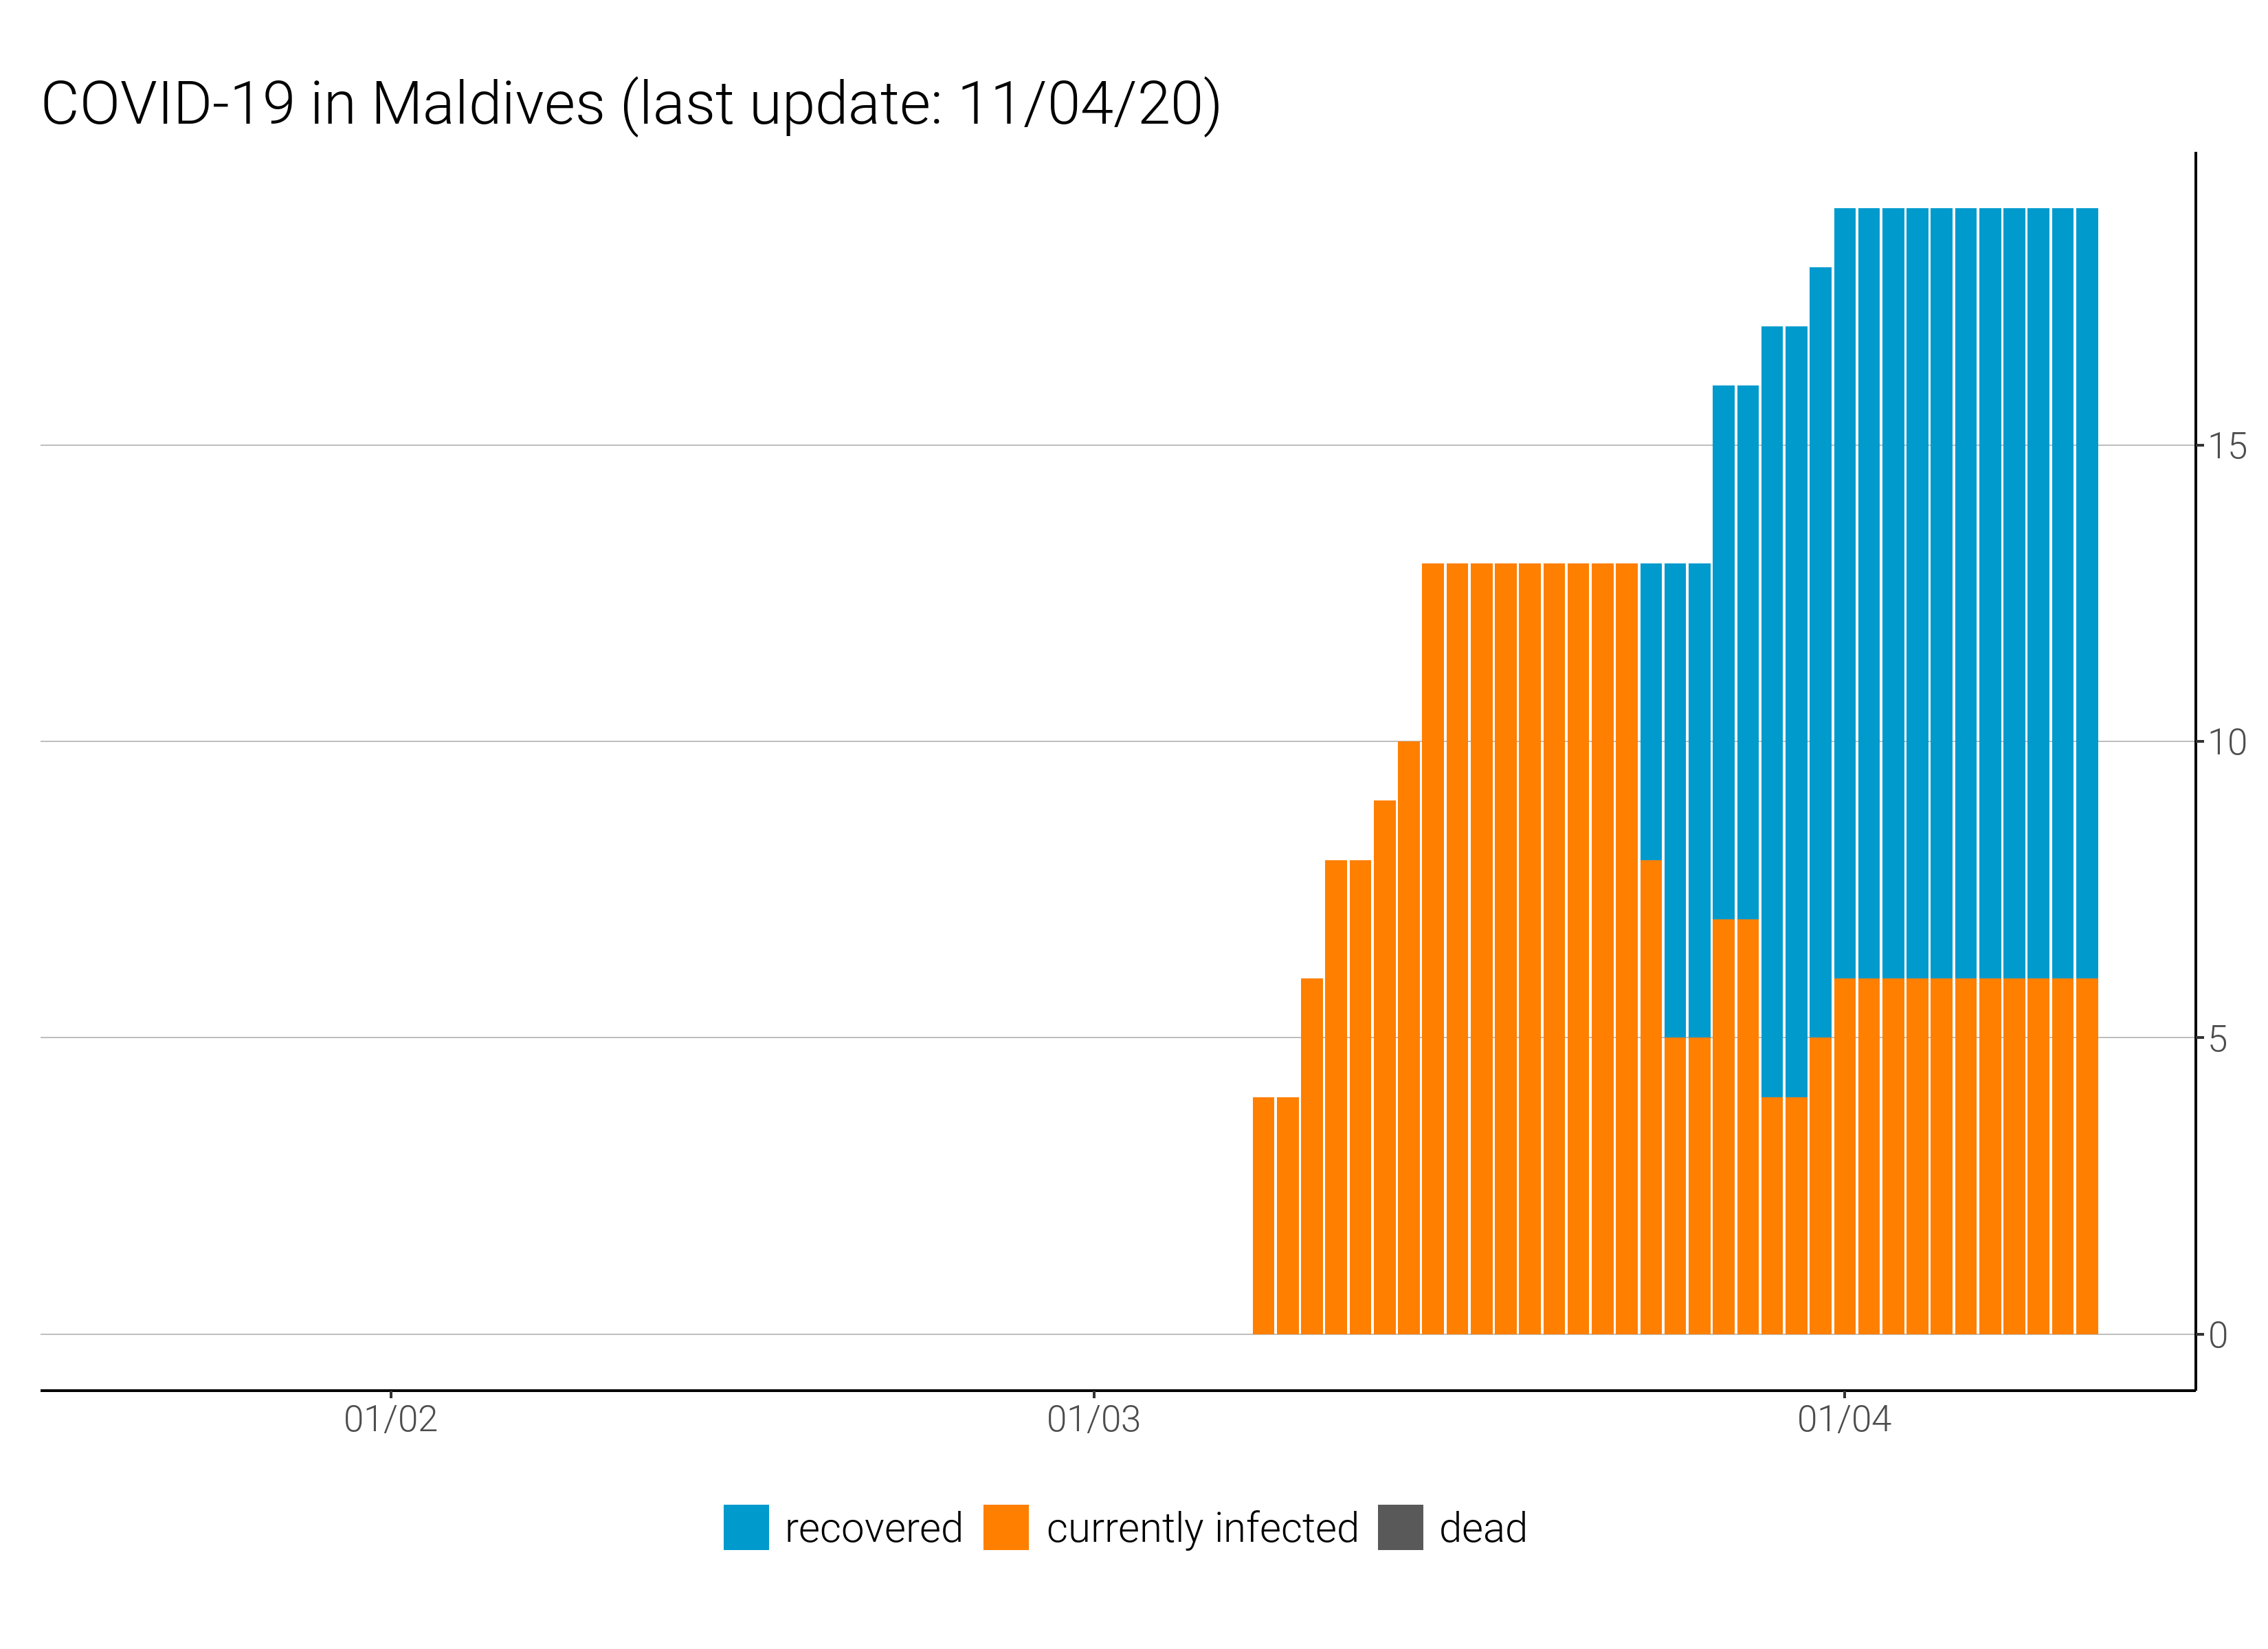 COVID-19 in Maldives (last update: 11/04/20)
15
10
5
0
01/02 01/03 01/04
recovered currently infected dead